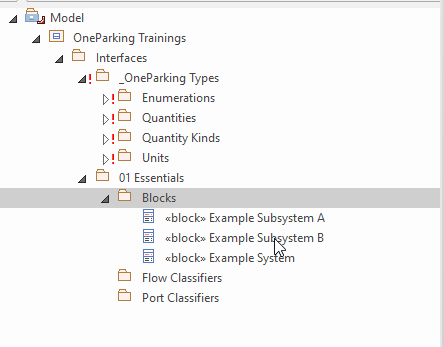 Model
OneParking Trainings
Interfaces
_OneParking Types
Enumerations
Quantities
Quantity Kinds
Units
01 Essentials
Blocks
«block» Example Subsystem A
«block» Example Subsystem B
«block» Example System
Flow Classifiers
Port Classifiers